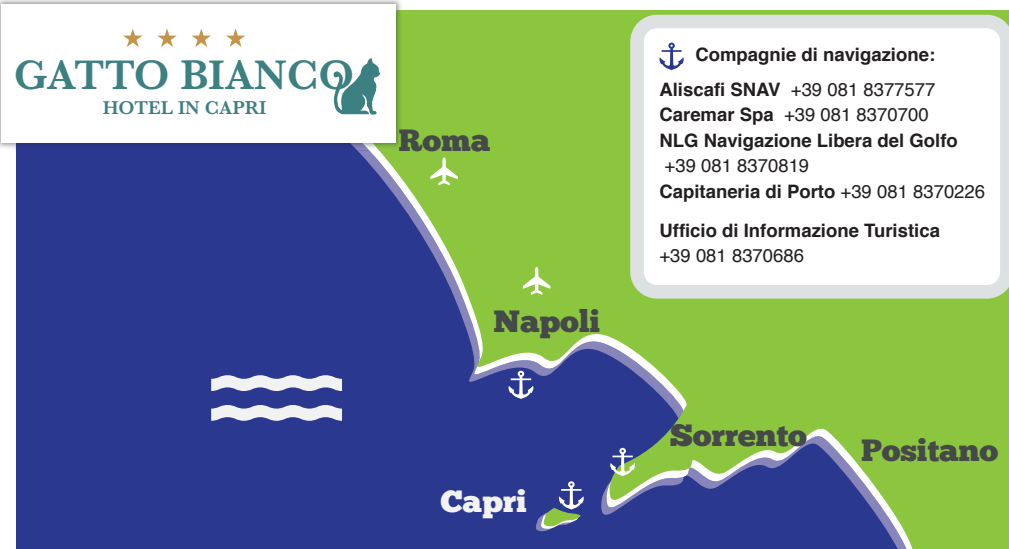 GATTO BIANCO
HOTEL IN CAPRI
Compagnie di navigazione:
Aliscafi SNAV +39 081 8377577
Caremar Spa +39 081 8370700
NLG Navigazione Libera del Golfo
+39 081 8370819
Capitaneria di Porto +39 081 8370226
Ufficio di Informazione Turistica
+39 081 8370686
Roma
Napoli
Sorrento
Positano
Capri